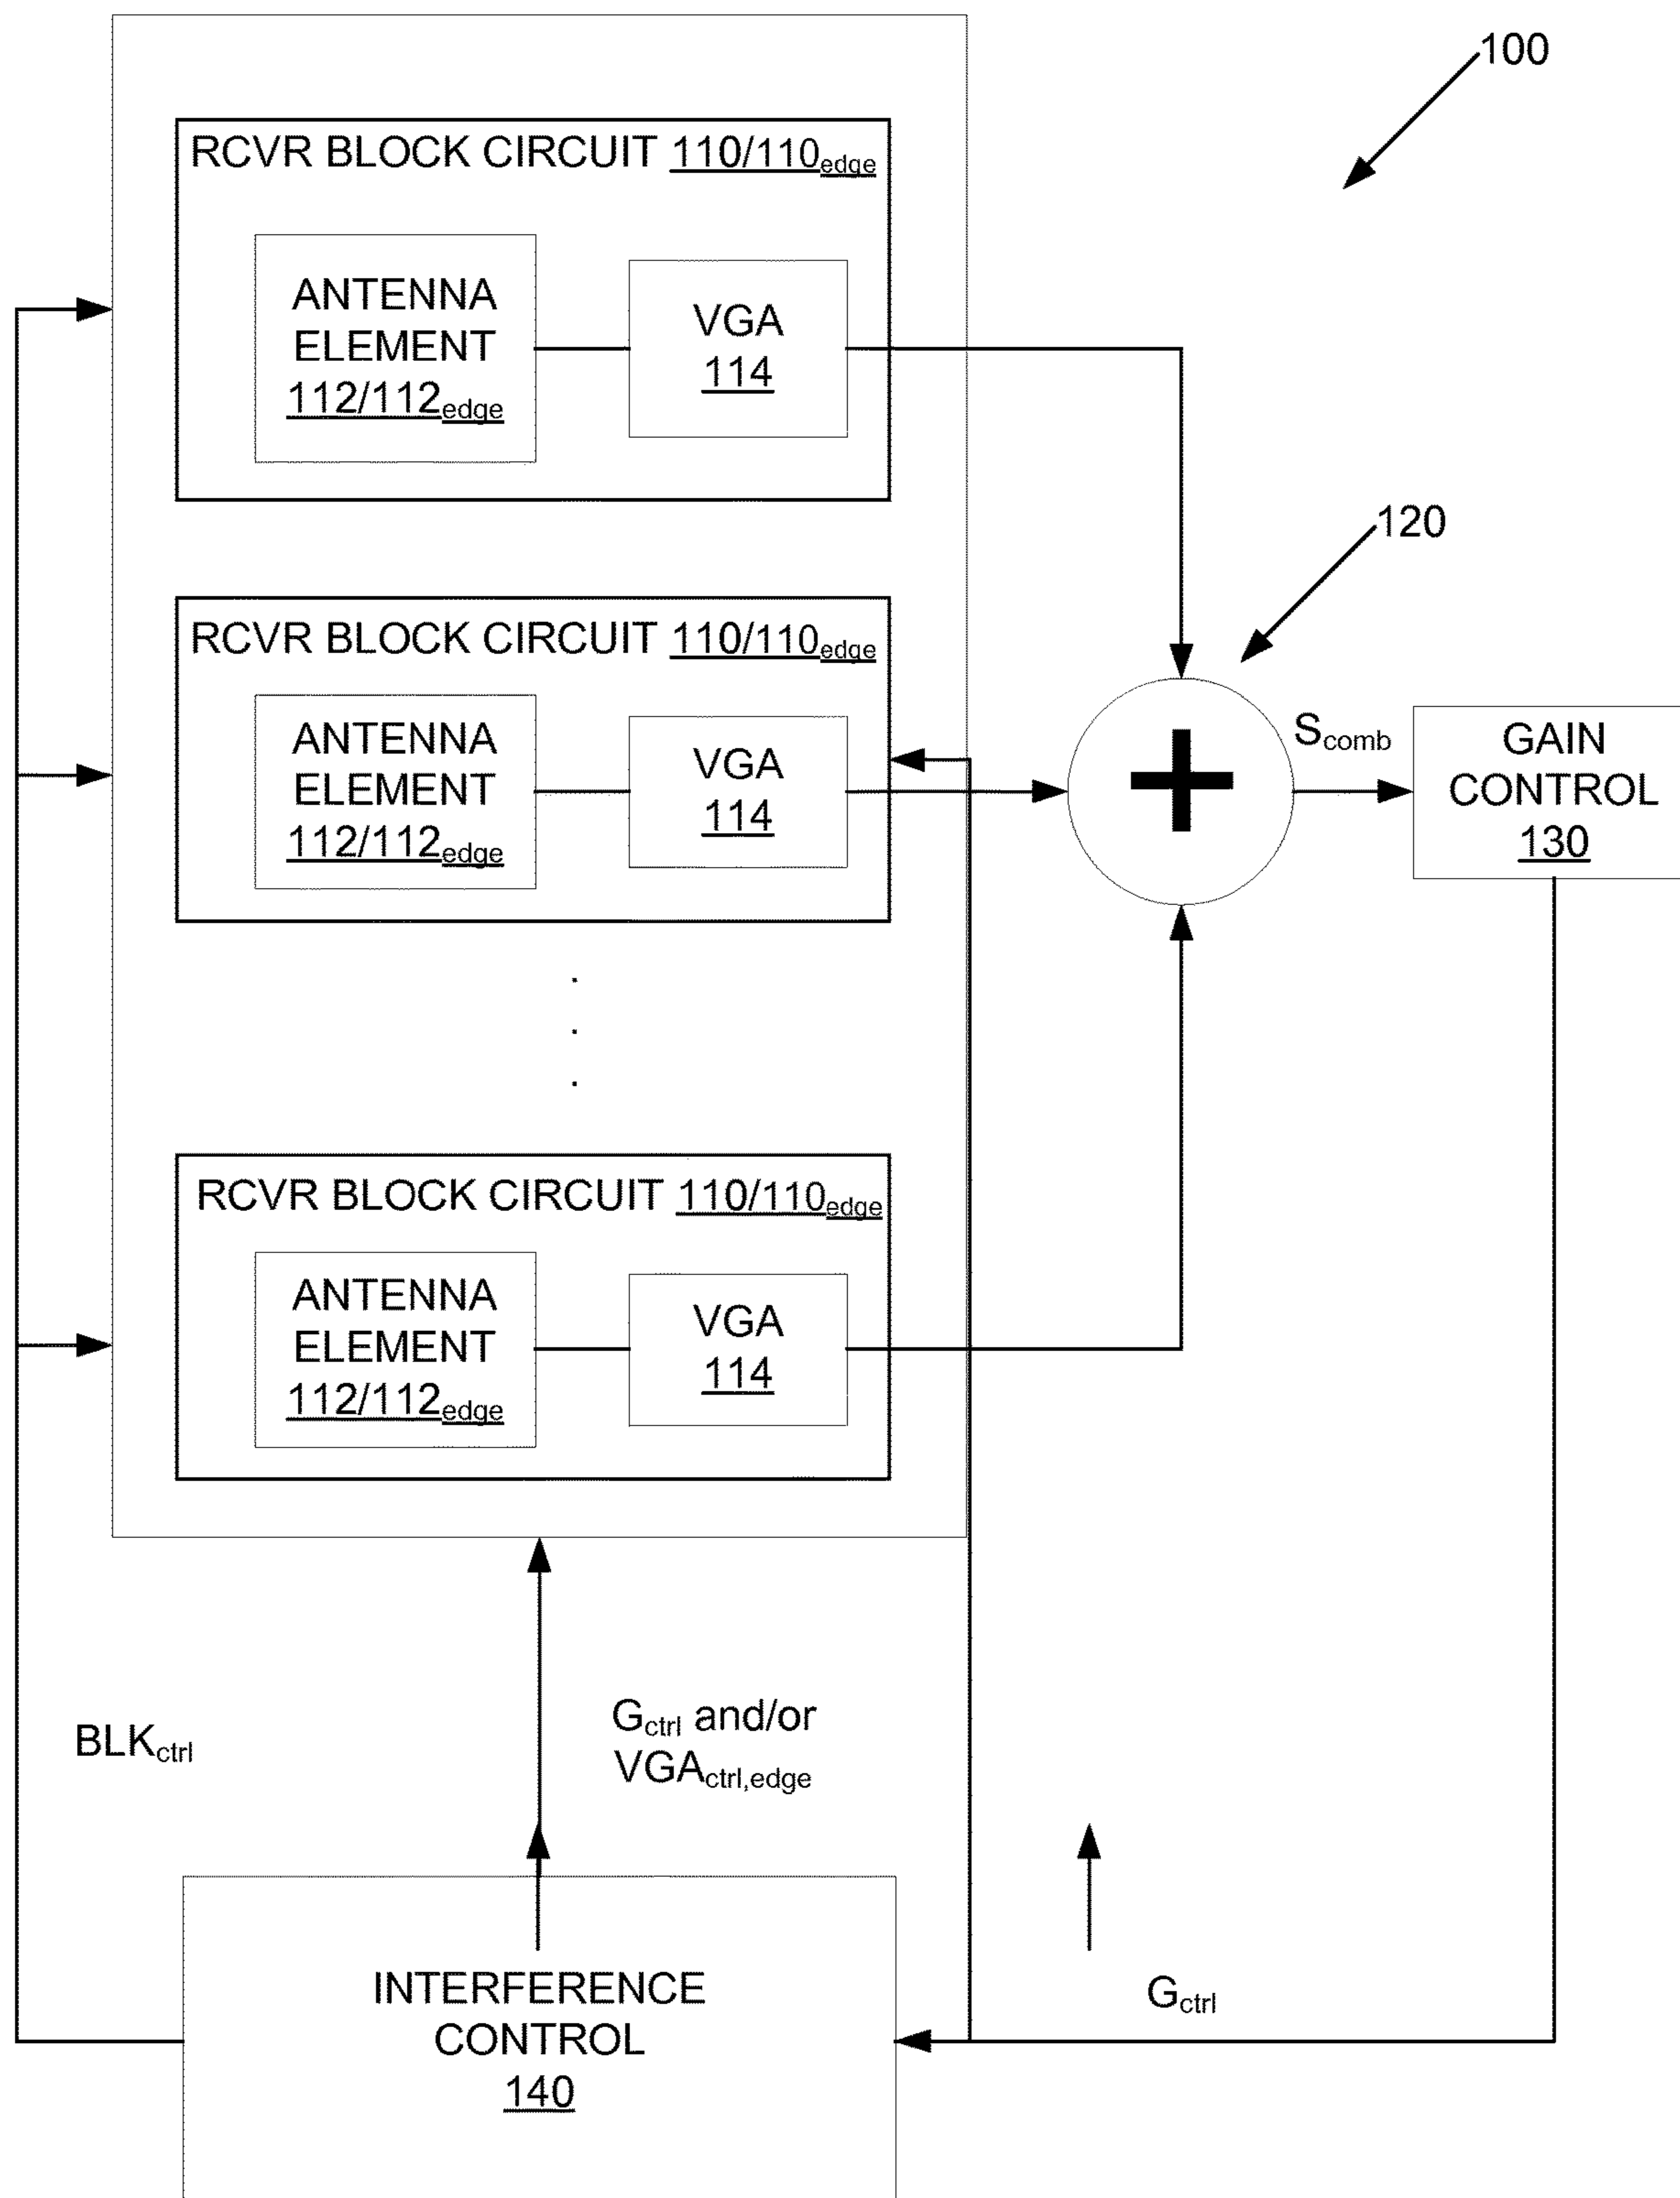 100
RCVR BLOCK CIRCUIT 110/110edge
ANTENNA
ELEMENT
112/112edge
VGA
114
120
RCVR BLOCK CIRCUIT 110/110edge
ANTENNA
ELEMENT
112/112edge
VGA
114
+
Scomb
GAIN
CONTROL
130
.
.
.
RCVR BLOCK CIRCUIT 110/110edge
ANTENNA
ELEMENT
112/112edge
VGA
114
BLKctrl
Gctrl and/or
VGActrl,edge
INTERFERENCE
CONTROL
140
Gctrl